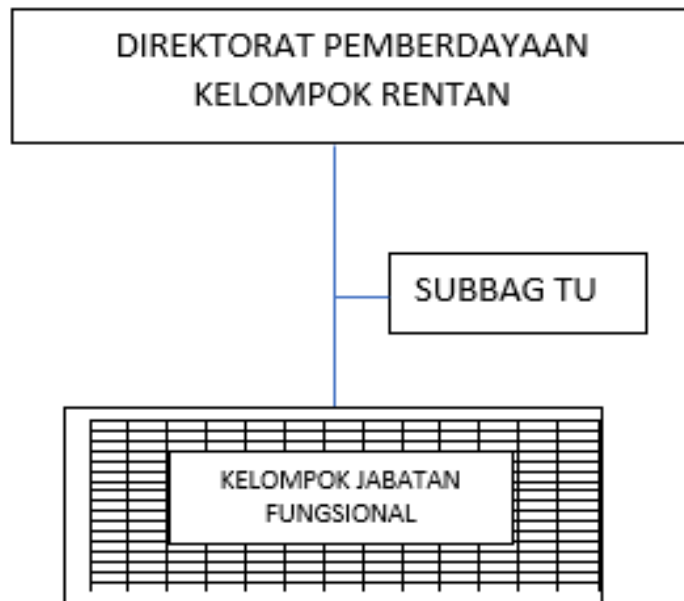 DIREKTORAT PEMBERDAYAAN
KELOMPOK RENTAN
SUBBAG TU
KELOMPOK JABATAN
FUNGSIONAL